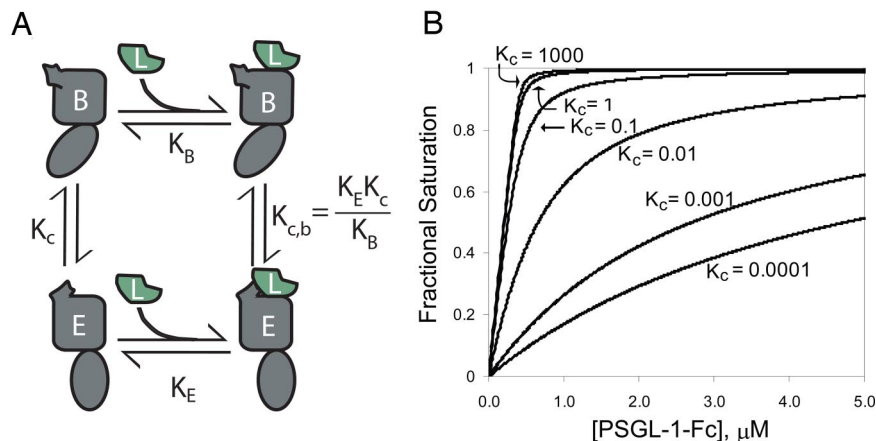 A
L
L
B
B
K_B
K_c
K_{c,b} = \frac{K_E K_c}{K_B}
L
L
E
E
K_E
B
Fractional Saturation
1
0.8
0.6
0.4
0.2
0
K_c = 1000
K_c = 1
K_c = 0.1
K_c = 0.01
K_c = 0.001
K_c = 0.0001
0.0 1.0 2.0 3.0 4.0 5.0
[PSGL-1-Fc], μM